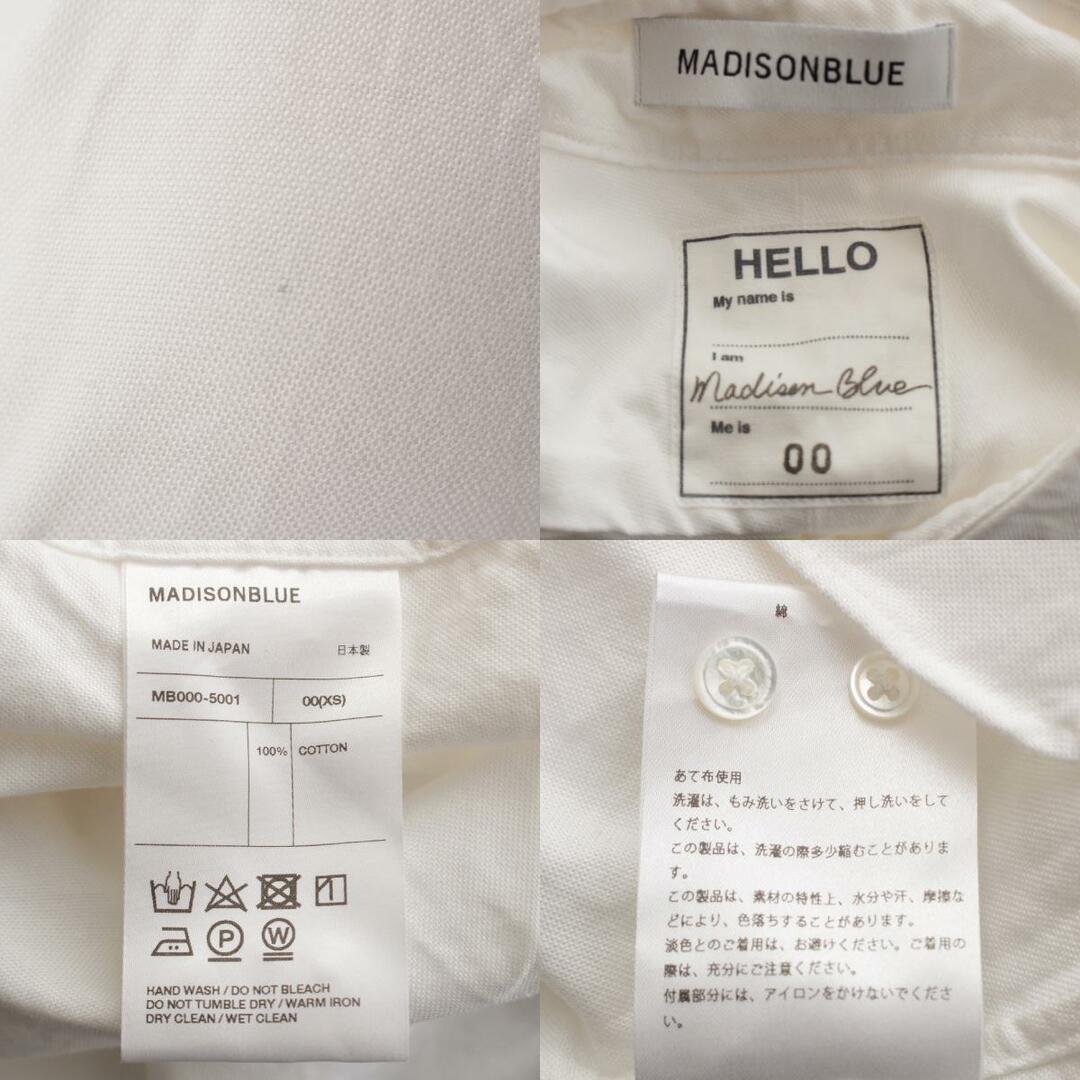 MADISONBLUE
HELLO
My name is
I am
Madison Blue
Me is
00
MADISONBLUE
MADE IN JAPAN 日本製
MB000-5001 00(XS)
100% COTTON
P W
HAND WASH / DO NOT BLEACH
DO NOT TUMBLE DRY / WARM IRON
DRY CLEAN / WET CLEAN
綿
あて布使用
洗濯は、もみ洗いをさけて、押し洗いをして
ください。
この製品は、洗濯の際多少縮むことがありま
す。
この製品は、素材の特性上、水分や汗、摩擦な
どにより、色落ちすることがあります。
淡色とのご着用は、お避けください。ご着用の
際は、充分にご注意ください。
付属部分には、アイロンをかけないでくださ
い。